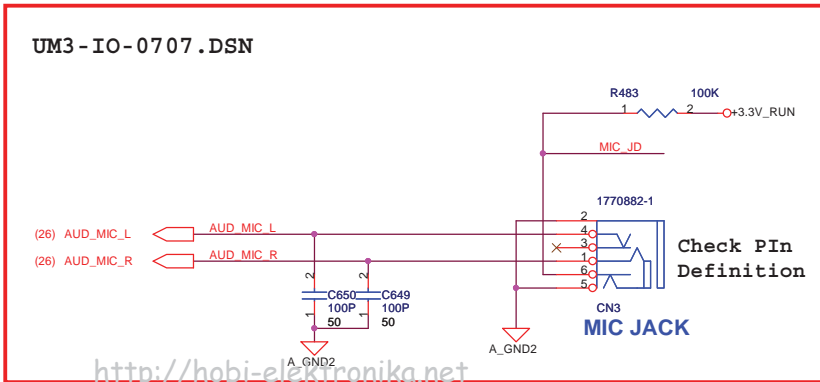 UM3-IO-0707.DSN
R483 100K
1 2 +3.3V_RUN
MIC_JD
1770882-1
2
(26) AUD_MIC_L AUD_MIC_L 4
3 Check PIn
(26) AUD_MIC_R AUD_MIC_R 1 Definition
6
5
2 2
C650 C649
100P 100P
1 50 1 50
CN3
MIC JACK
A_GND2 A_GND2
http://hobi-elektronika.net